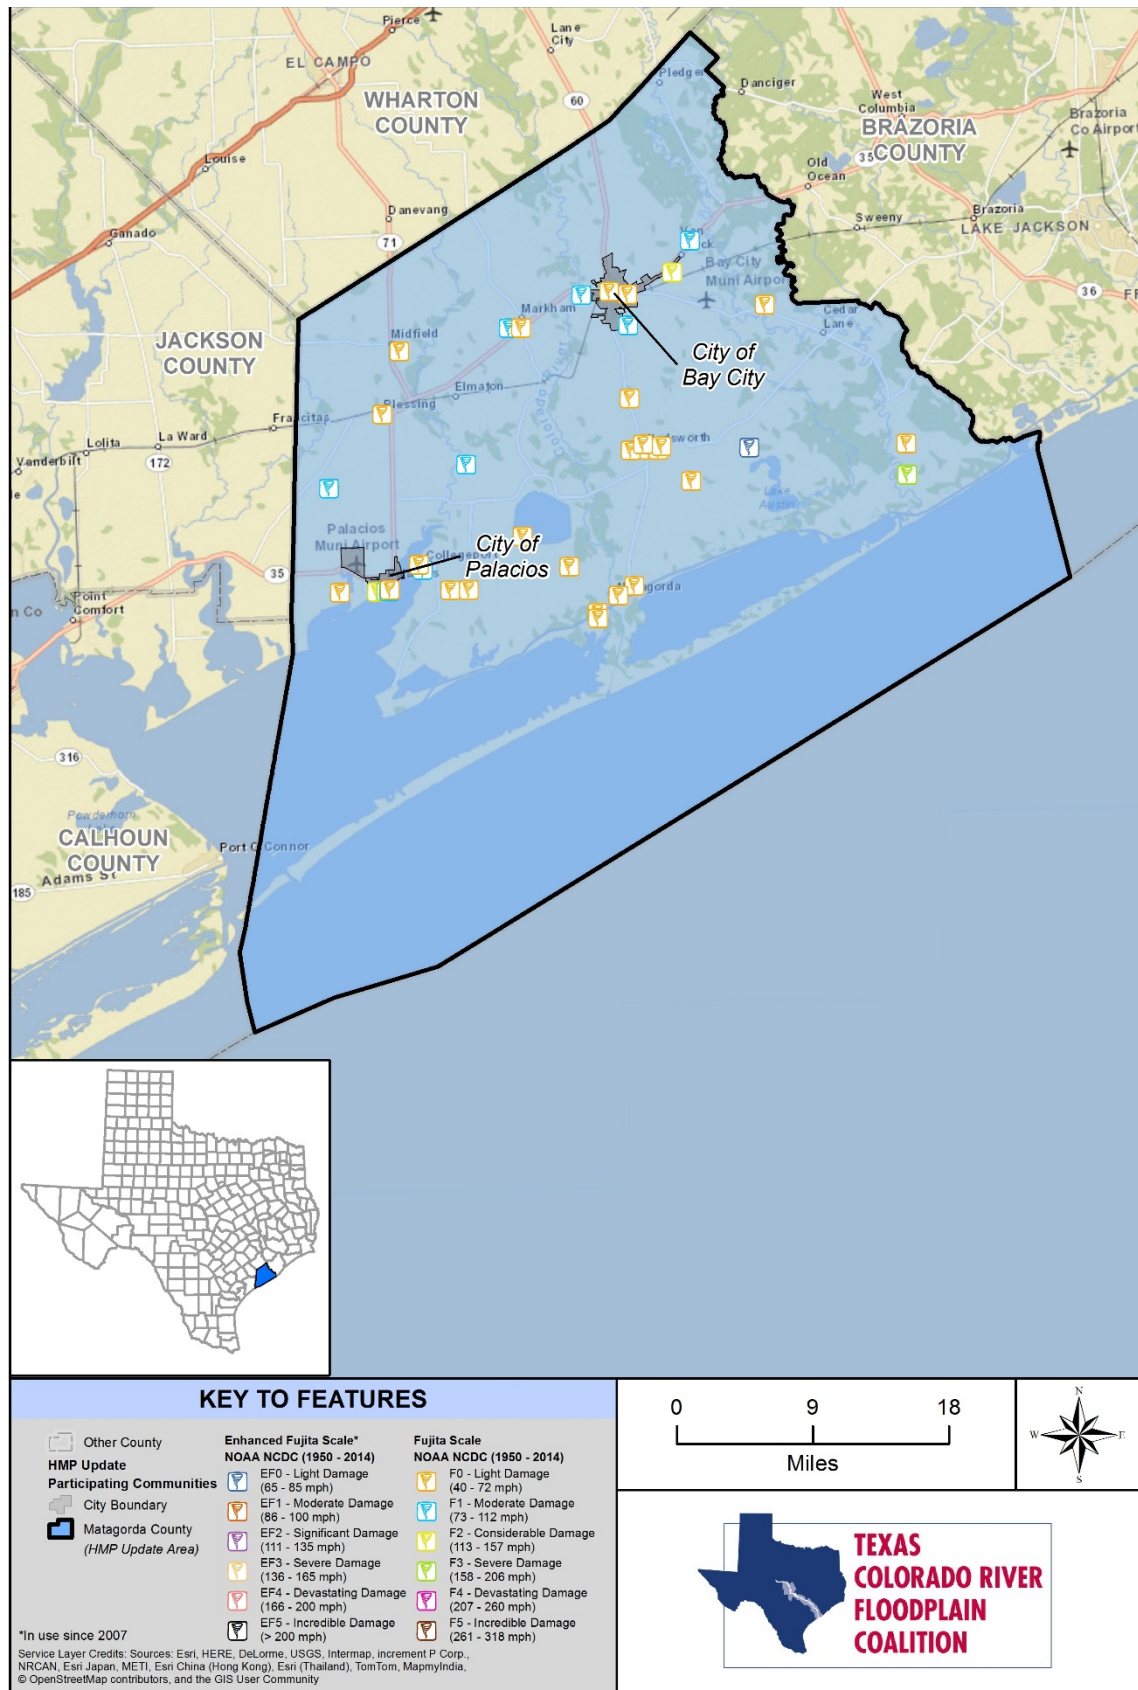 Pierce
Lane
City
EL CAMPO
Pledger
Danciger
WHARTON
COUNTY
60
West
Columbia
Brazoria
Co Airport
BRAZORIA
COUNTY
35
Louise
Old
Ocean
Danevang
Sweeny
Brazoria
LAKE JACKSON
Ganado
71
Van
Bay City
Muni Airport
36
Markham
Cedar
Lane
JACKSON
COUNTY
Midfield
City of
Bay City
Elmaton
Colorado River
Blessing
Francitas
La Ward
Lolita
Vanderbilt
172
Lake
Austin
Palacios
Muni Airport
Collegeport
City of
Palacios
35
Point
Comfort
316
Powderhorn
CALHOUN
COUNTY
Port O Connor
Adams St
185
KEY TO FEATURES
Other County
HMP Update
Participating Communities
City Boundary
Matagorda County
(HMP Update Area)
*In use since 2007
Enhanced Fujita Scale*
NOAA NCDC (1950 - 2014)
EF0 - Light Damage
(65 - 85 mph)
EF1 - Moderate Damage
(86 - 100 mph)
EF2 - Significant Damage
(111 - 135 mph)
EF3 - Severe Damage
(136 - 165 mph)
EF4 - Devastating Damage
(166 - 200 mph)
EF5 - Incredible Damage
(> 200 mph)
Fujita Scale
NOAA NCDC (1950 - 2014)
F0 - Light Damage
(40 - 72 mph)
F1 - Moderate Damage
(73 - 112 mph)
F2 - Considerable Damage
(113 - 157 mph)
F3 - Severe Damage
(158 - 206 mph)
F4 - Devastating Damage
(207 - 260 mph)
F5 - Incredible Damage
(261 - 318 mph)
Service Layer Credits: Sources: Esri, HERE, DeLorme, USGS, Intermap, increment P Corp.,
NRCAN, Esri Japan, METI, Esri China (Hong Kong), Esri (Thailand), TomTom, MapmyIndia,
© OpenStreetMap contributors, and the GIS User Community
0 9 18
Miles
N
W E
S
TEXAS
COLORADO RIVER
FLOODPLAIN
COALITION